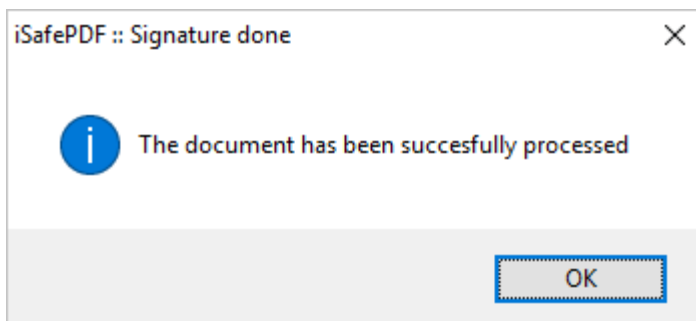 iSafePDF :: Signature done
The document has been succesfully processed
OK